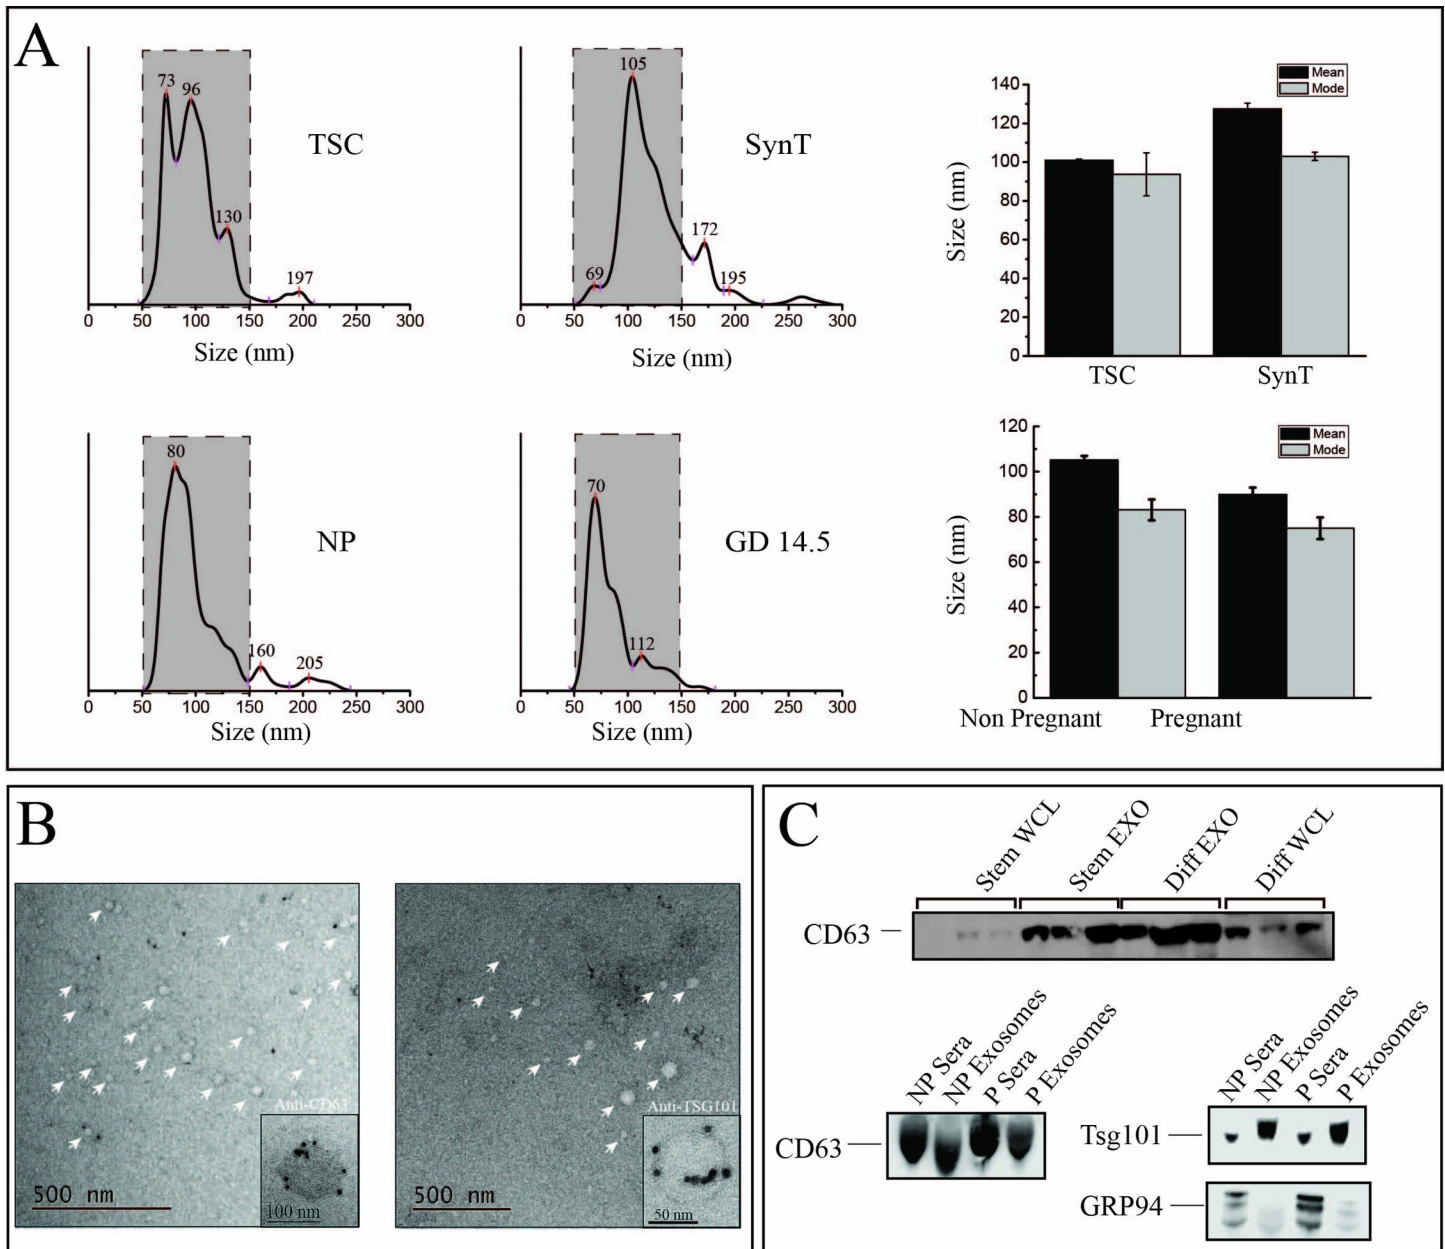 A
73
96
130
197
TSC
0 50 100 150 200 250 300
Size (nm)
105
69
172
195
SynT
0 50 100 150 200 250 300
Size (nm)
Mean
Mode
140
120
100
80
60
40
20
0
Size (nm)
TSC SynT
80
160
205
NP
0 50 100 150 200 250 300
Size (nm)
70
112
GD 14.5
0 50 100 150 200 250 300
Size (nm)
Mean
Mode
120
100
80
60
40
20
0
Size (nm)
Non Pregnant Pregnant
B
Anti-CD63
500 nm
100 nm
Anti-TSG101
500 nm
50 nm
C
Stem WCL
Stem EXO
Diff EXO
Diff WCL
CD63
NP Sera
NP Exosomes
P Sera
P Exosomes
CD63
NP Sera
NP Exosomes
P Sera
P Exosomes
Tsg101
GRP94